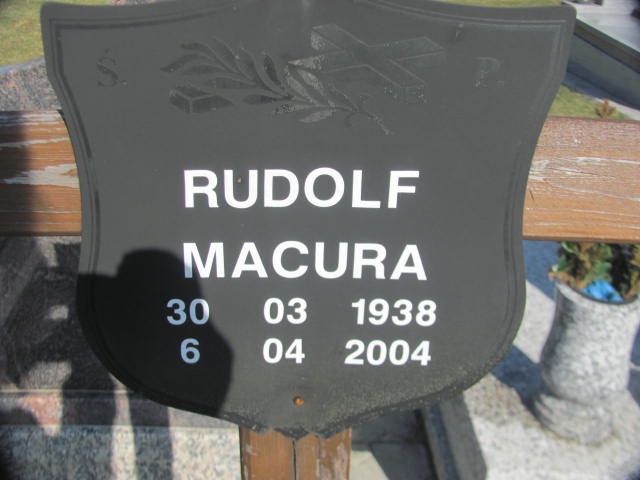 Ś. P.
RUDOLF
MACURA
30 03 1938
6 04 2004